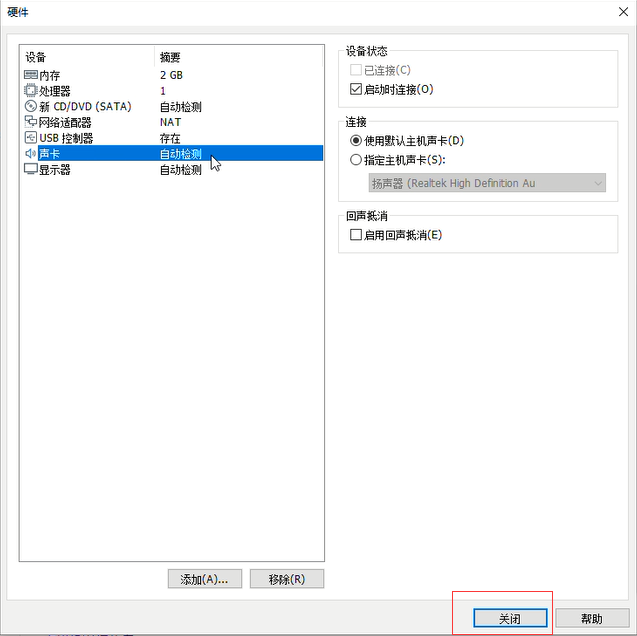 硬件
设备 摘要
内存 2 GB
处理器 1
新 CD/DVD (SATA) 自动检测
网络适配器 NAT
USB 控制器 存在
声卡 自动检测
显示器 自动检测
添加(A)... 移除(R)
设备状态
已连接(C)
启动时连接(O)
连接
使用默认主机声卡(D)
指定主机声卡(S):
扬声器 (Realtek High Definition Au
回声抵消
启用回声抵消(E)
关闭 帮助